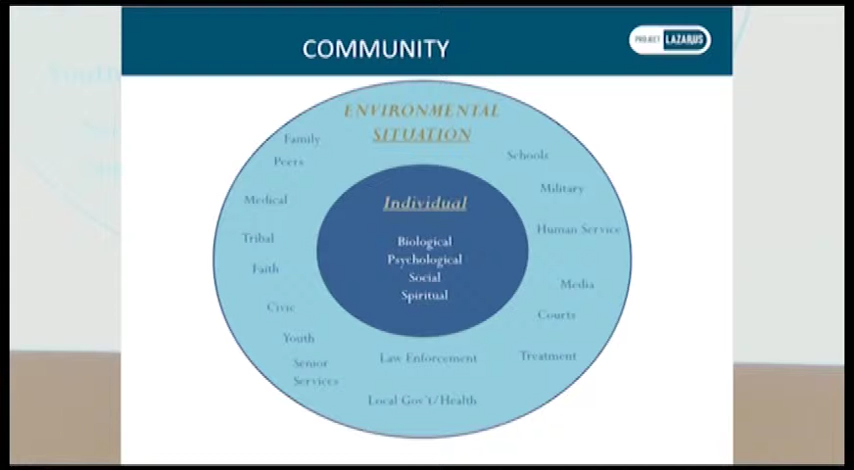 COMMUNITY
PROJECT LAZARUS
Youth
ENVIRONMENTAL
SITUATION
Family
Peers
Medical
Tribal
Faith
Civic
Youth
Senior
Services
Individual
Biological
Psychological
Social
Spiritual
Schools
Military
Human Service
Media
Courts
Treatment
Law Enforcement
Local Gov't/Health